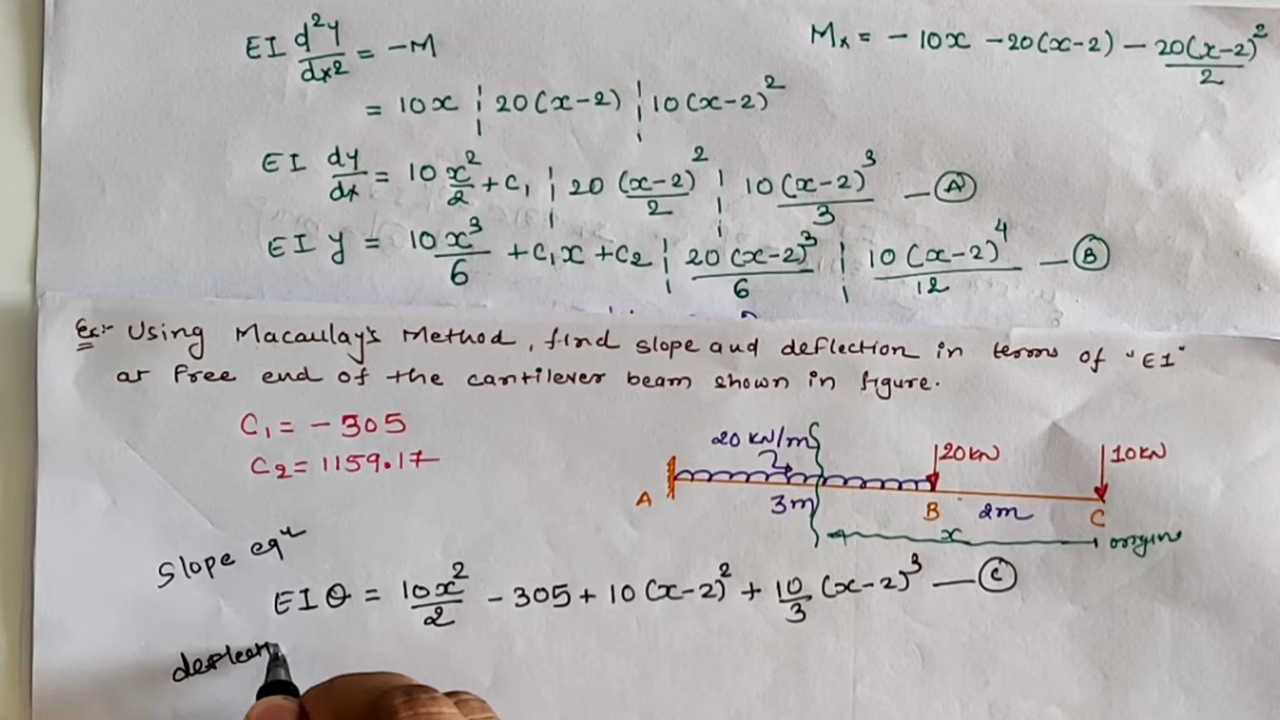 EI d²y/dx² = -M
Mx = - 10x - 20(x-2) - 20(x-2)²/2
= 10x ¦ 20(x-2) ¦ 10(x-2)²
EI dy/dx = 10 x²/2 + C₁ ¦ 20 (x-2)²/2 ¦ 10(x-2)³/3 — Ⓐ
EI y = 10x³/6 + C₁x + C₂ ¦ 20(x-2)³/6 ¦ 10(x-2)⁴/12 — Ⓑ
Ex:- Using Macaulay's Method, find slope and deflection in terms of "EI"
at free end of the cantilever beam shown in figure.
C₁ = - 305
C₂ = 1159.17
20 KN/m
20KN
10KN
A
3m
B
2m
C
x
origin
Slope eqⁿ
EIθ = 10x²/2 - 305 + 10(x-2)² + 10/3 (x-2)³ — Ⓒ